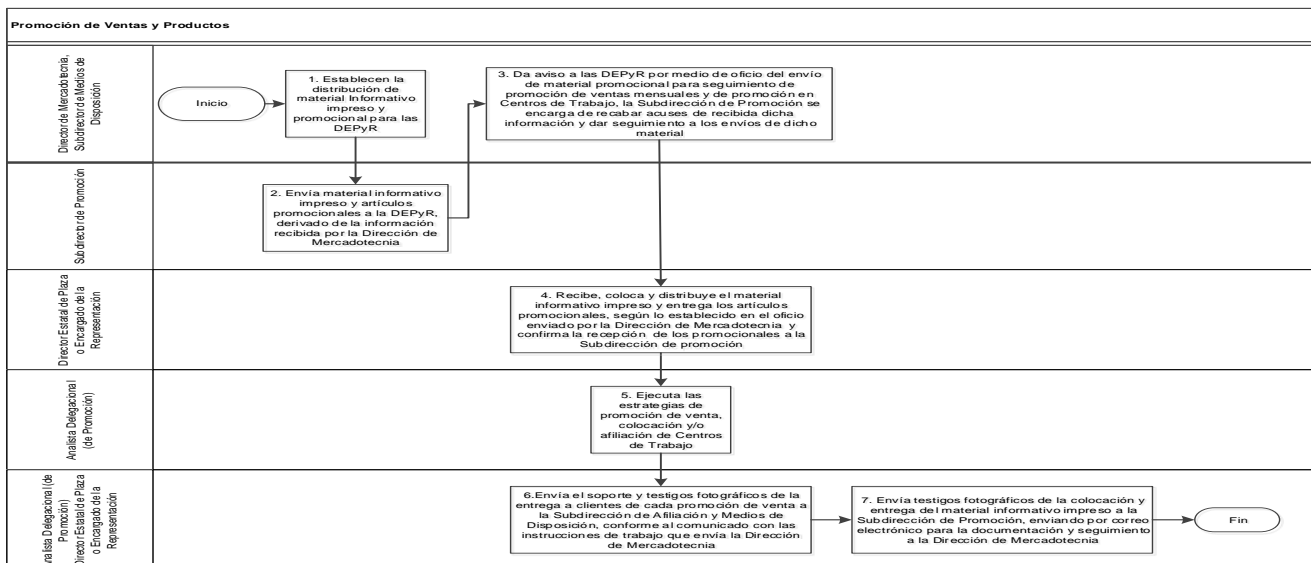 Promoción de Ventas y Productos
Director de Mercadotecnia,
Subdirector de Medios de
Disposición
Inicio
1. Establecen la
distribución de
material Informativo
impreso y
promocional para las
DEPyR
3. Da aviso a las DEPyR por medio de oficio del envío
de material promocional para seguimiento de
promoción de ventas mensuales y de promoción en
Centros de Trabajo, la Subdirección de Promoción se
encarga de recabar acuses de recibida dicha
información y dar seguimiento a los envíos de dicho
material
Subdirector de Promoción
2. Envía material informativo
impreso y artículos
promocionales a la DEPyR,
derivado de la información
recibida por la Dirección de
Mercadotecnia
Director Estatal de Plaza
o Encargado de la
Representación
4. Recibe, coloca y distribuye el material
informativo impreso y entrega los artículos
promocionales, según lo establecido en el oficio
enviado por la Dirección de Mercadotecnia y
confirma la recepción de los promocionales a la
Subdirección de promoción
Analista Delegacional
(de Promoción)
5. Ejecuta las
estrategias de
promoción de venta,
colocación y/o
afiliación de Centros
de Trabajo
Analista Delegacional (de
Promoción)
Director Estatal de Plaza
o Encargado de la
Representación
6.Envía el soporte y testigos fotográficos de la
entrega a clientes de cada promoción de venta a
la Subdirección de Afiliación y Medios de
Disposición, conforme al comunicado con las
instrucciones de trabajo que envía la Dirección
de Mercadotecnia
7. Envía testigos fotográficos de la colocación y
entrega del material informativo impreso a la
Subdirección de Promoción, enviando por correo
electrónico para la documentación y seguimiento
a la Dirección de Mercadotecnia
Fin